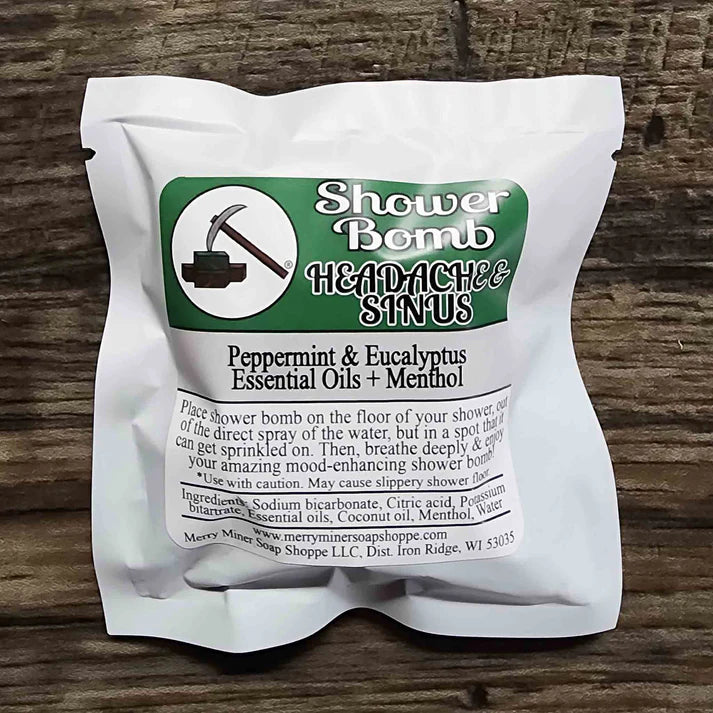 Shower
Bomb
HEADACHE &
SINUS
®
Peppermint & Eucalyptus
Essential Oils + Menthol
Place shower bomb on the floor of your shower, out
of the direct spray of the water, but in a spot that it
can get sprinkled on. Then, breathe deeply & enjoy
your amazing mood-enhancing shower bomb!
*Use with caution. May cause slippery shower floor.
Ingredients: Sodium bicarbonate, Citric acid, Potassium
bitartrate, Essential oils, Coconut oil, Menthol, Water
www.merryminersoapshoppe.com
Merry Miner Soap Shoppe LLC, Dist. Iron Ridge, WI 53035